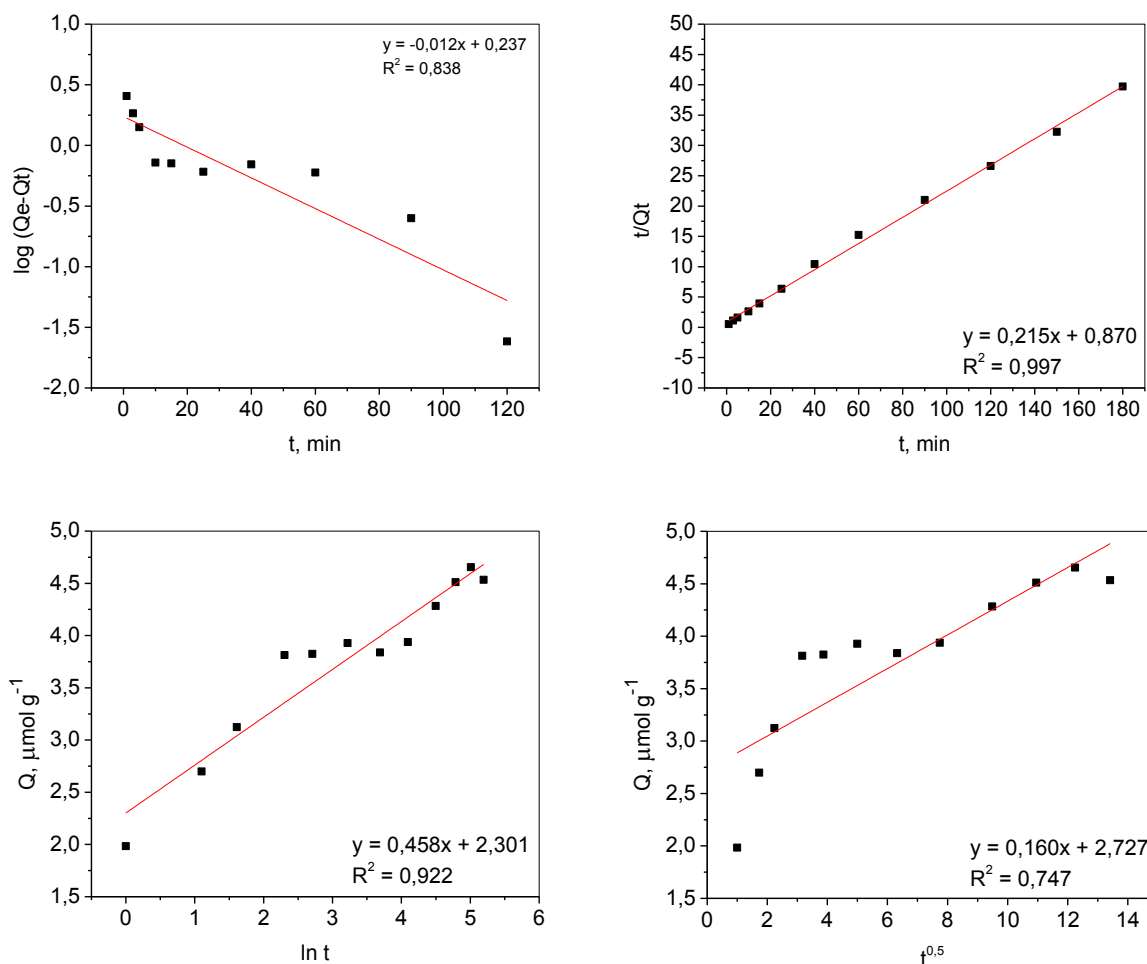 1,0
0,5
0,0
-0,5
-1,0
-1,5
-2,0
log (Qe-Qt)
y = -0,012x + 0,237
R² = 0,838
0 20 40 60 80 100 120
t, min
50
45
40
35
30
25
20
15
10
5
0
-5
-10
t/Qt
y = 0,215x + 0,870
R² = 0,997
0 20 40 60 80 100 120 140 160 180
t, min
5,0
4,5
4,0
3,5
3,0
2,5
2,0
1,5
Q, µmol g⁻¹
y = 0,458x + 2,301
R² = 0,922
0 1 2 3 4 5 6
ln t
5,0
4,5
4,0
3,5
3,0
2,5
2,0
1,5
Q, µmol g⁻¹
y = 0,160x + 2,727
R² = 0,747
0 2 4 6 8 10 12 14
t^0,5